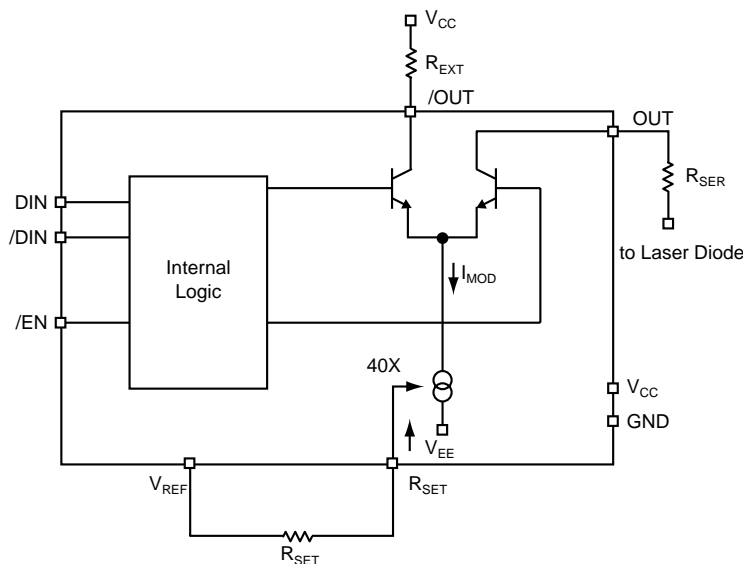 VCC
REXT
/OUT
OUT
RSER
to Laser Diode
DIN
/DIN
/EN
Internal
Logic
IMOD
40X
VEE
VCC
GND
VREF
RSET
RSET